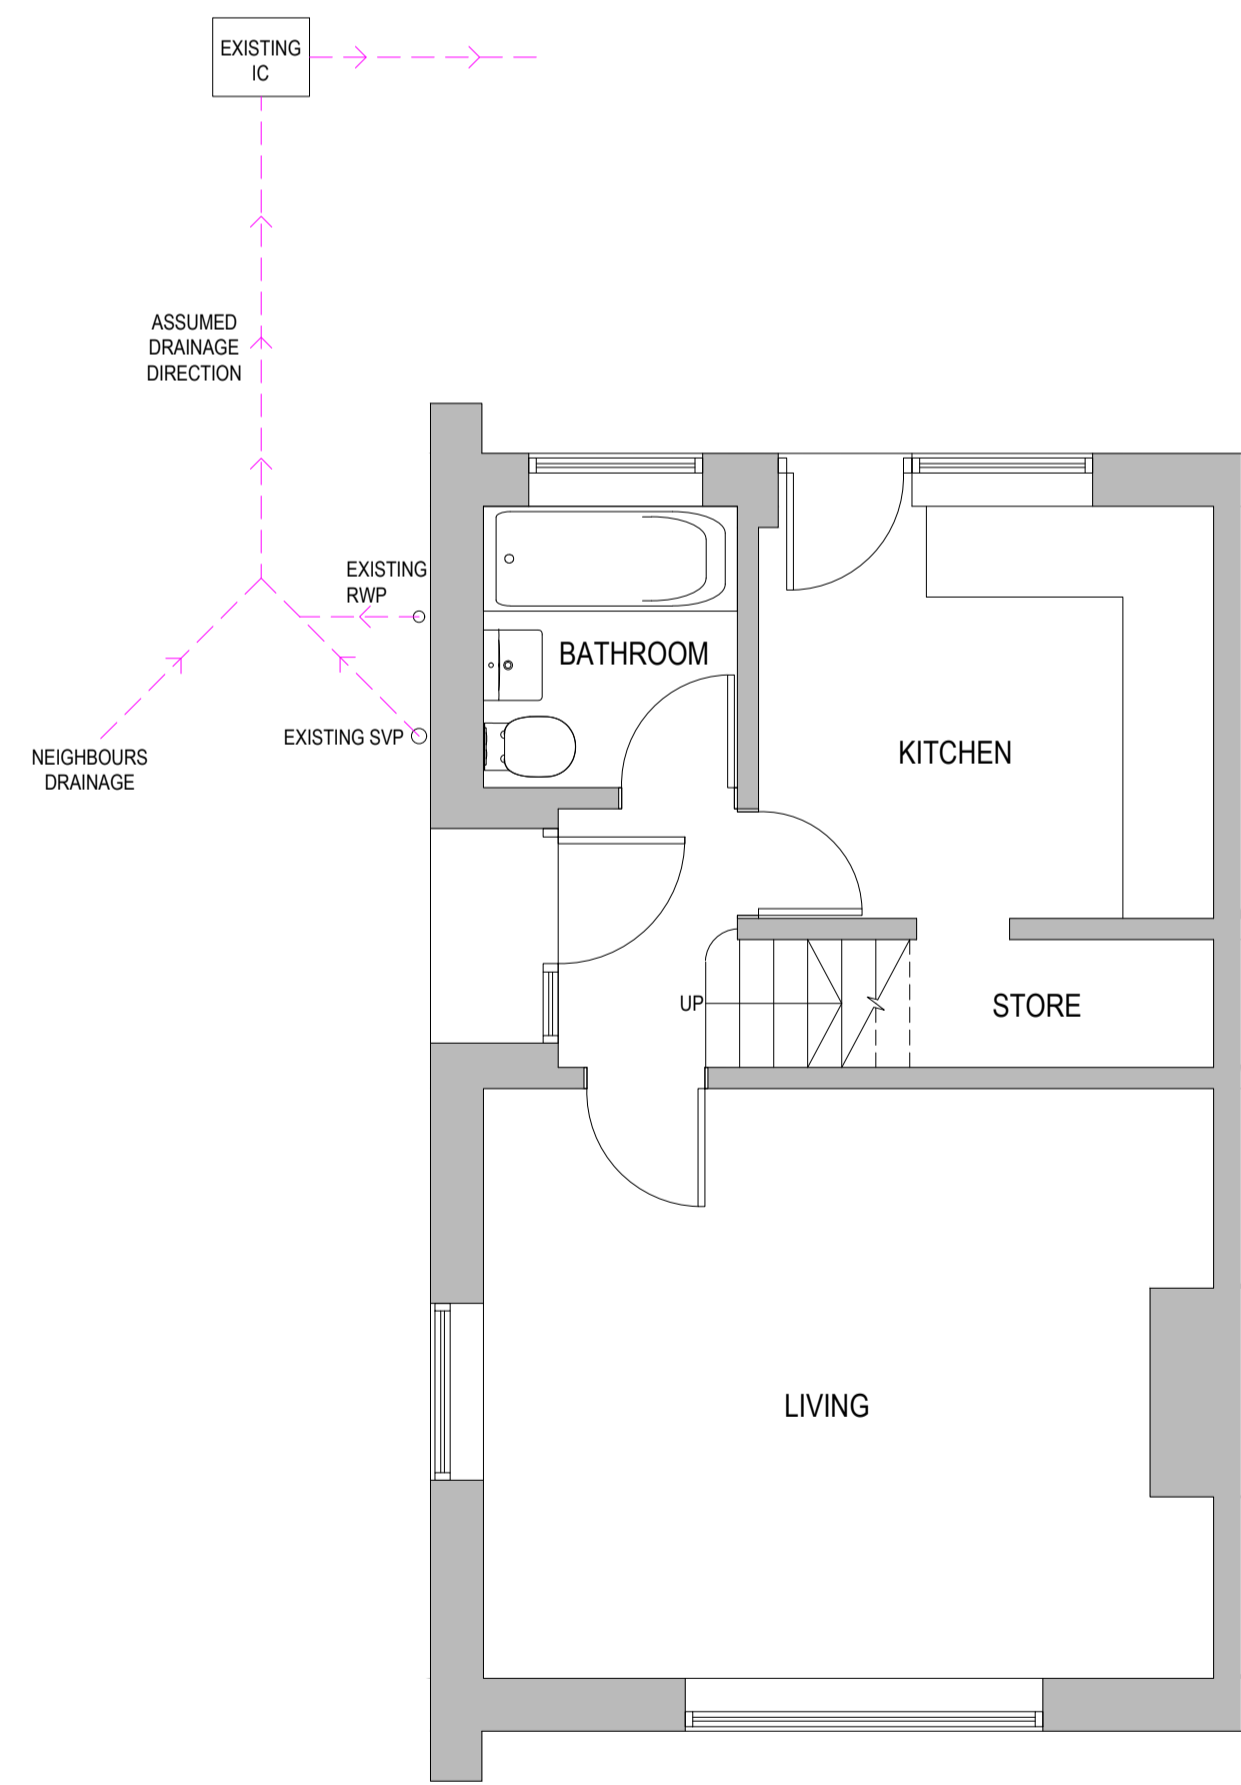 EXISTING
IC
ASSUMED
DRAINAGE
DIRECTION
EXISTING
RWP
BATHROOM
EXISTING SVP
NEIGHBOURS
DRAINAGE
KITCHEN
UP
STORE
LIVING